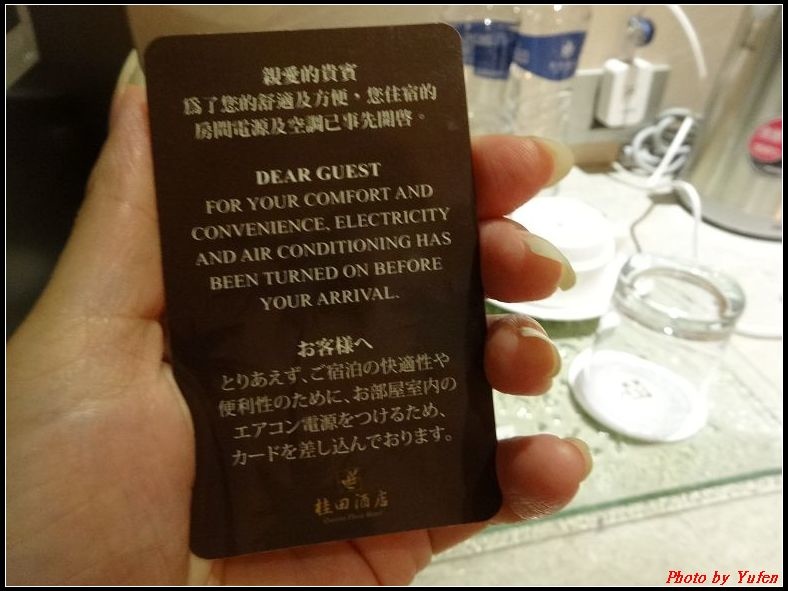 親愛的貴賓
爲了您的舒適及方便，您住宿的
房間電源及空調已事先開啓。
DEAR GUEST
FOR YOUR COMFORT AND
CONVENIENCE, ELECTRICITY
AND AIR CONDITIONING HAS
BEEN TURNED ON BEFORE
YOUR ARRIVAL.
お客様へ
とりあえず、ご宿泊の快適性や
便利性のために、お部屋室内の
エアコン電源をつけるため、
カードを差し込んでおります。
桂田酒店
Photo by Yufen